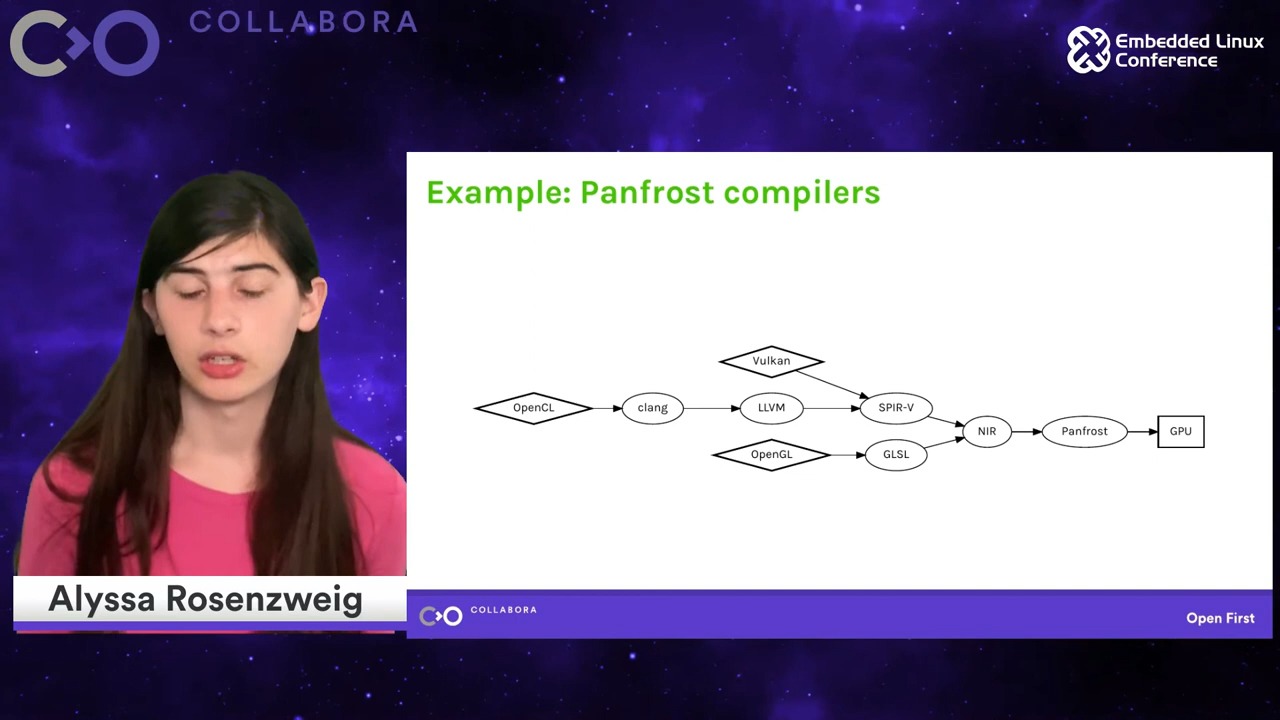 COLLABORA
Embedded Linux
Conference
Example: Panfrost compilers
Vulkan
OpenCL
clang
LLVM
SPIR-V
NIR
Panfrost
GPU
OpenGL
GLSL
Alyssa Rosenzweig
COLLABORA
Open First